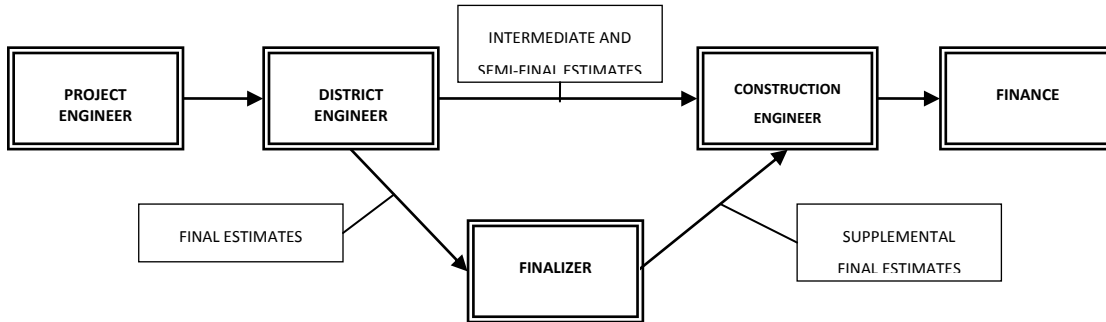 INTERMEDIATE AND
SEMI-FINAL ESTIMATES
PROJECT
ENGINEER
DISTRICT
ENGINEER
CONSTRUCTION
ENGINEER
FINANCE
FINAL ESTIMATES
FINALIZER
SUPPLEMENTAL
FINAL ESTIMATES